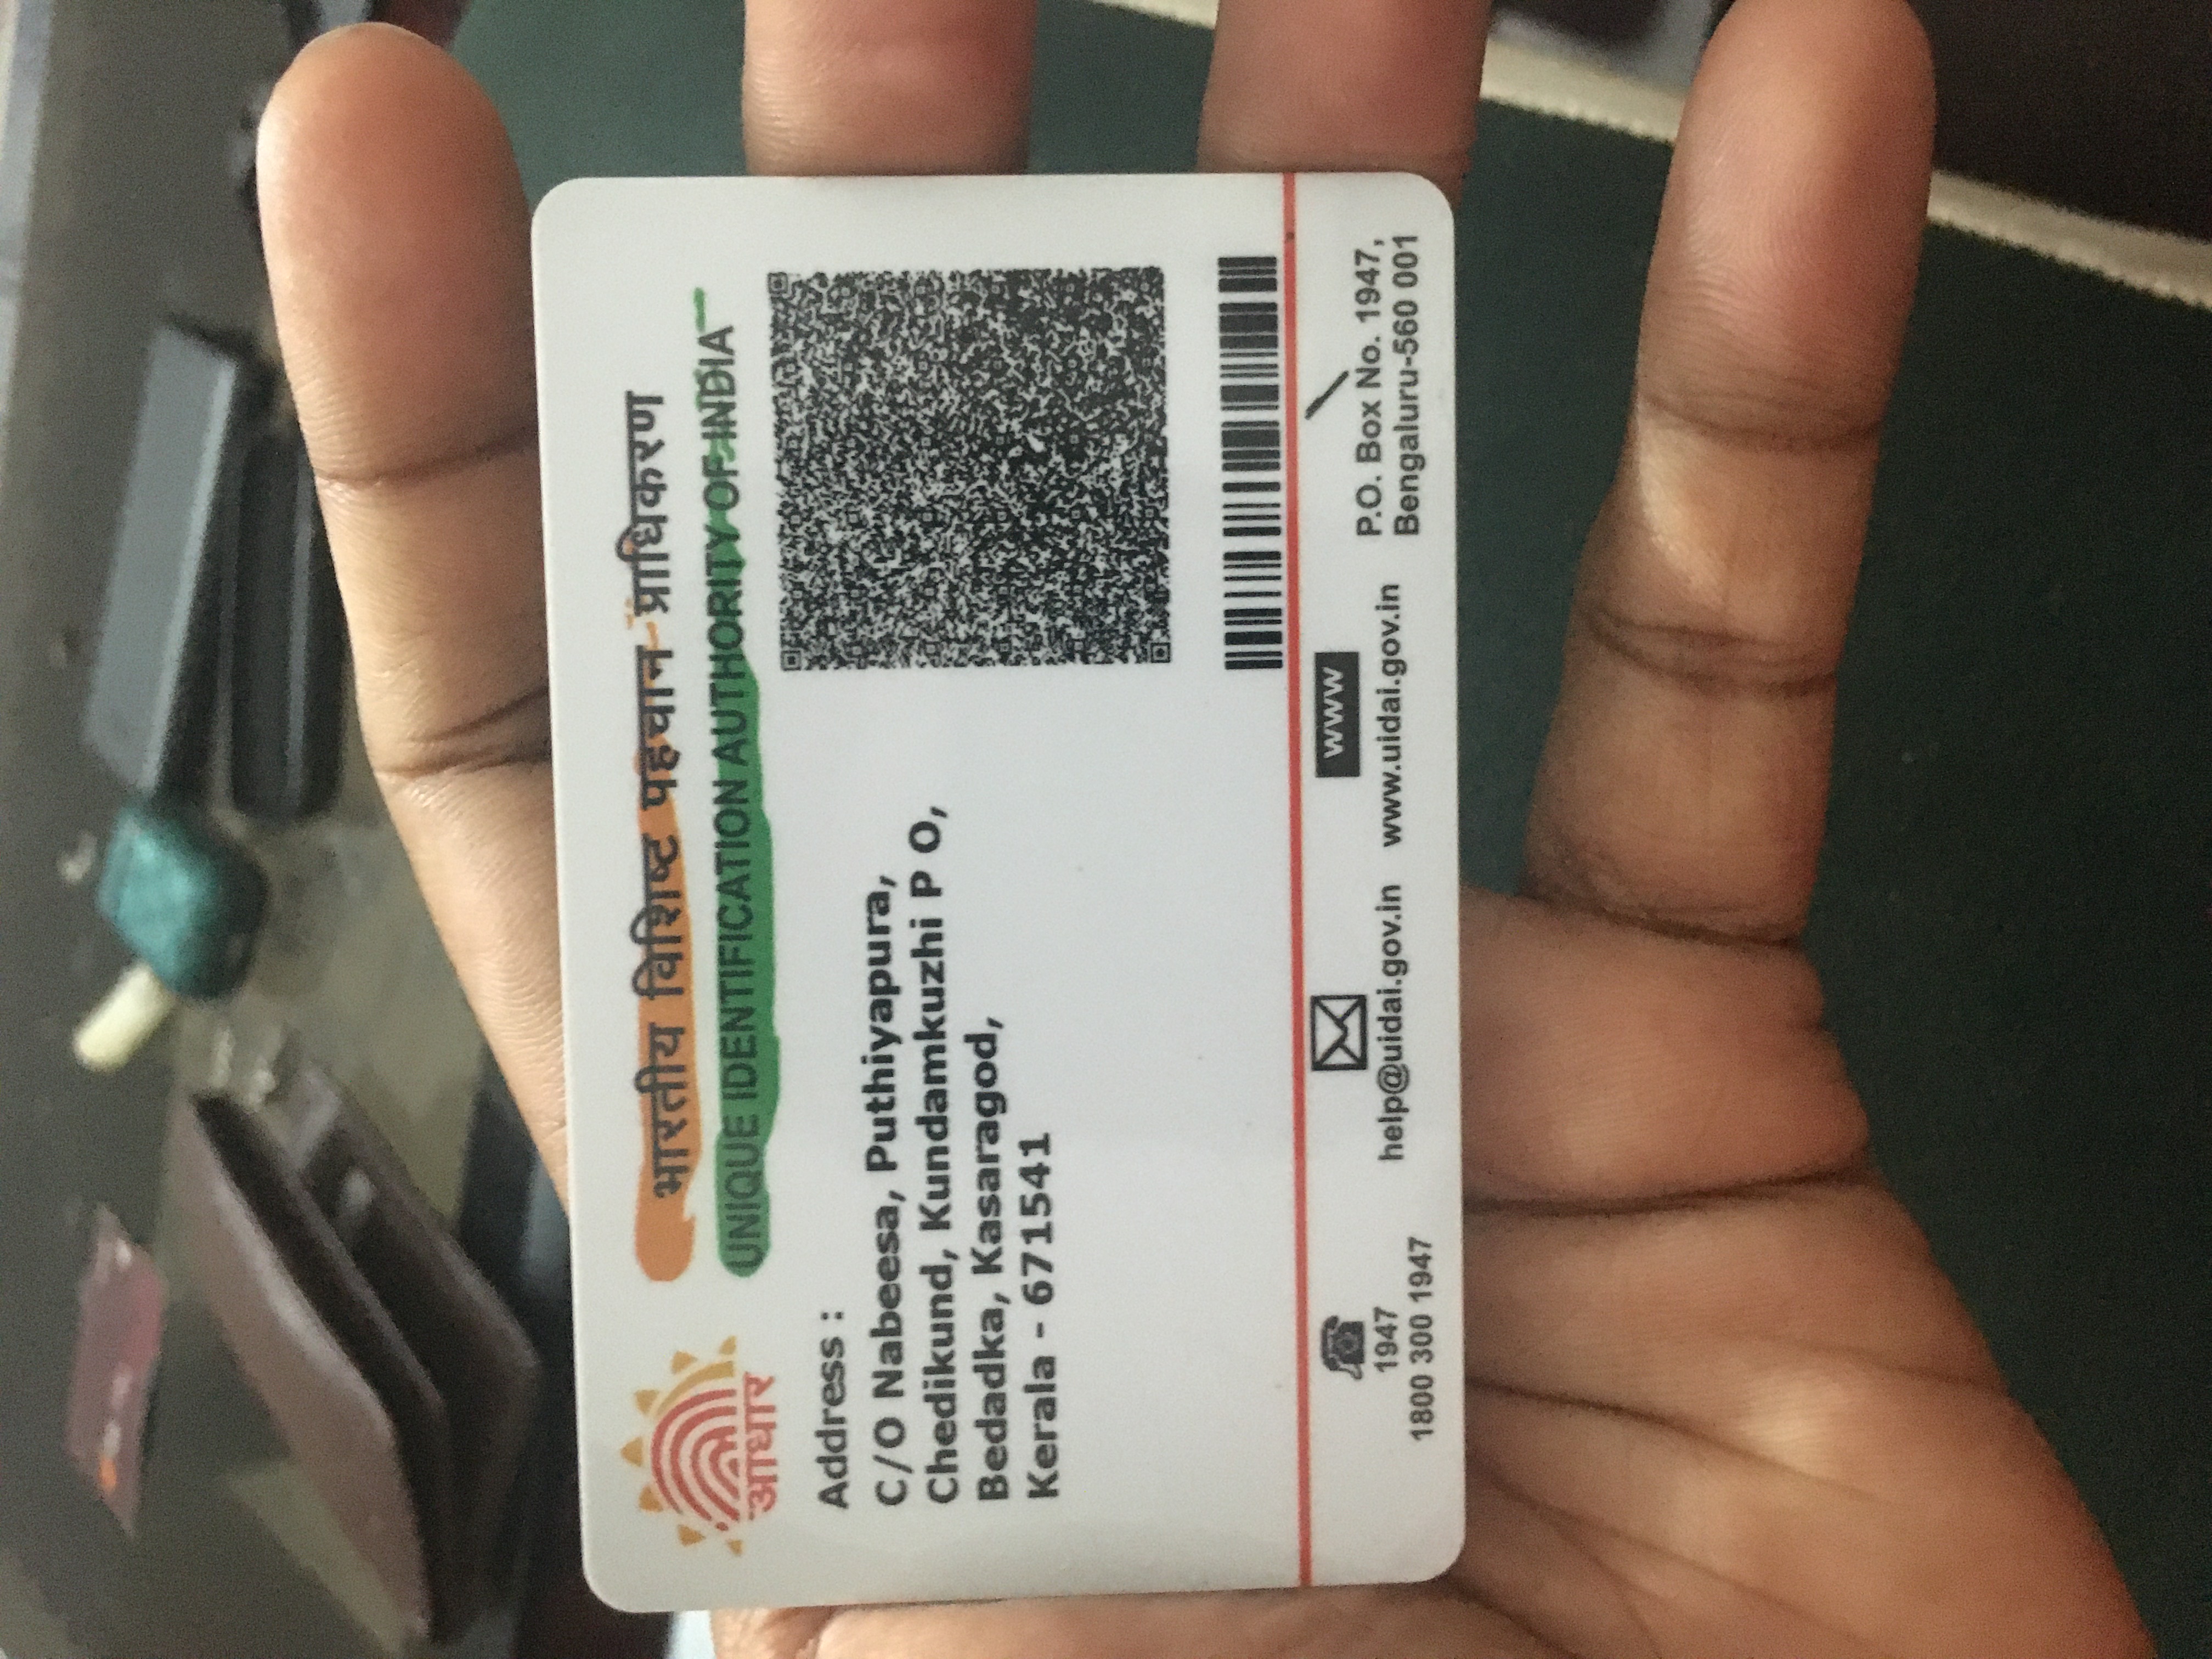 भारतीय विशिष्ट पहचान प्राधिकरण
UNIQUE IDENTIFICATION AUTHORITY OF INDIA
आधार
Address :
C/O Nabeesa, Puthiyapura,
Chedikund, Kundamkuzhi P O,
Bedadka, Kasaragod,
Kerala - 671541
1947
1800 300 1947
help@uidai.gov.in
www
www.uidai.gov.in
P.O. Box No. 1947,
Bengaluru-560 001